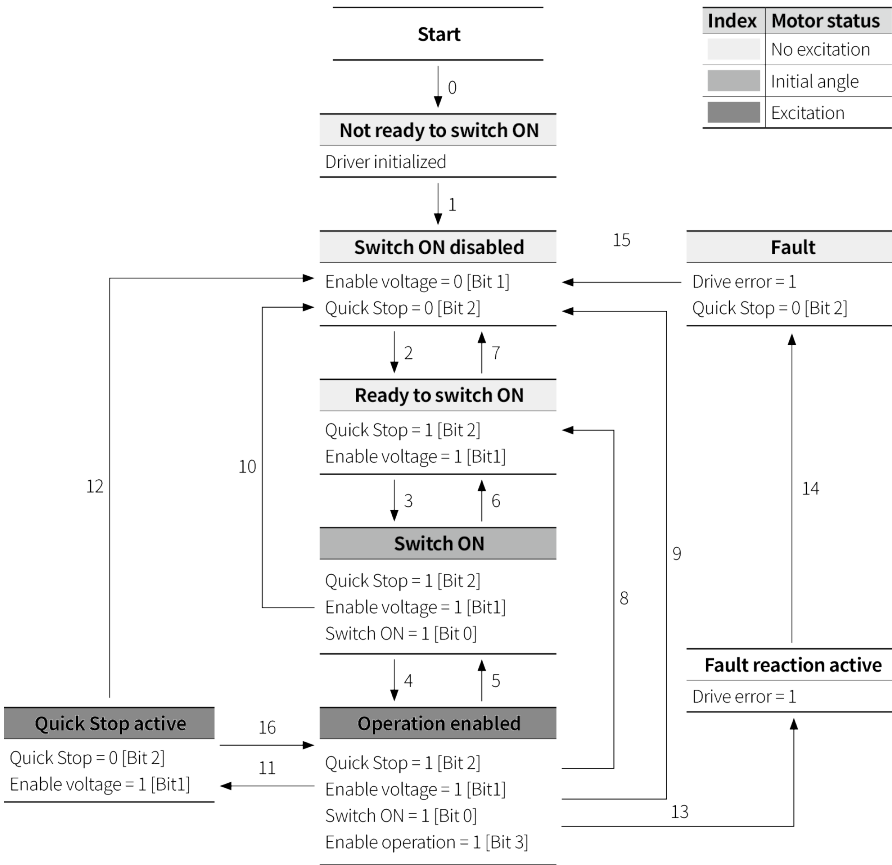 Start
Index Motor status
No excitation
Initial angle
Excitation
0
Not ready to switch ON
Driver initialized
1
Switch ON disabled
Enable voltage = 0 [Bit 1]
Quick Stop = 0 [Bit 2]
15
Fault
Drive error = 1
Quick Stop = 0 [Bit 2]
2
7
Ready to switch ON
Quick Stop = 1 [Bit 2]
Enable voltage = 1 [Bit1]
12
10
14
3
6
Switch ON
Quick Stop = 1 [Bit 2]
Enable voltage = 1 [Bit1]
Switch ON = 1 [Bit 0]
9
8
4
5
Fault reaction active
Drive error = 1
Quick Stop active
Quick Stop = 0 [Bit 2]
Enable voltage = 1 [Bit1]
16
11
Operation enabled
Quick Stop = 1 [Bit 2]
Enable voltage = 1 [Bit1]
Switch ON = 1 [Bit 0]
Enable operation = 1 [Bit 3]
13